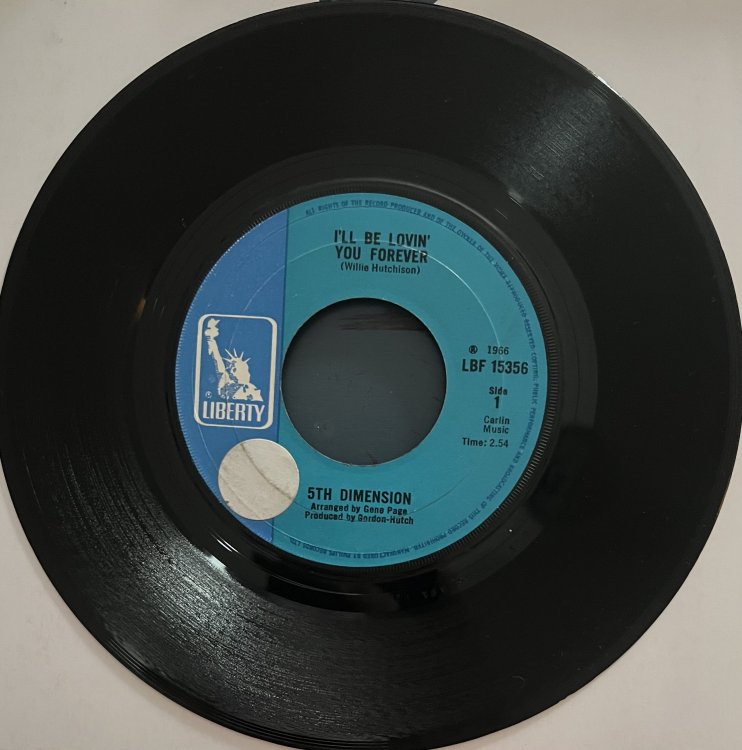 ALL RIGHTS OF THE RECORD PRODUCER AND OF THE OWNER OF THE WORK REPRODUCED RESERVED. COPYING, PUBLIC PERFORMANCE AND BROADCASTING OF THIS RECORD PROHIBITED. MANUFACTURED BY PHILIPS RECORDS LTD.
I'LL BE LOVIN'
YOU FOREVER
(Willie Hutchison)
℗ 1966
LBF 15356
Side
1
Carlin
Music
Time: 2.54
LIBERTY
5TH DIMENSION
Arranged by Gene Page
Produced by Gordon-Hutch